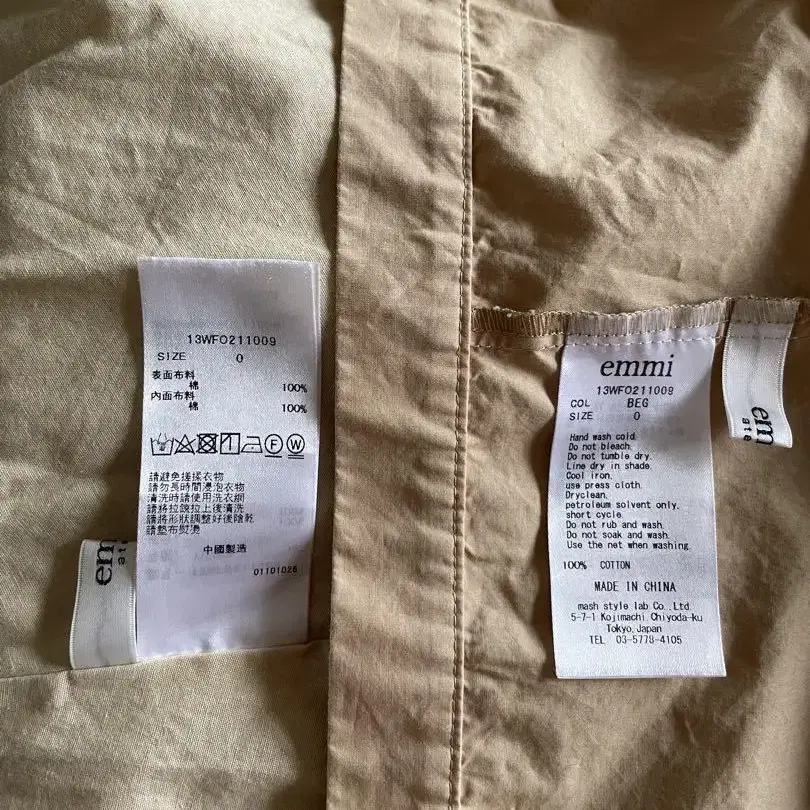 13WFO211009
SIZE 0
表面布料
棉 100%
內面布料
棉 100%
請避免搓揉衣物
請勿長時間浸泡衣物
清洗時請使用洗衣網
請將拉鍊拉上後清洗
請將形狀調整好後陰乾
請墊布熨燙
中國製造
01101026
em
ate
emmi
13WFO211009
COL BEG
SIZE 0
Hand wash cold.
Do not bleach.
Do not tumble dry.
Line dry in shade.
Cool iron.
use press cloth.
Dryclean.
petroleum solvent only.
short cycle.
Do not rub and wash.
Do not soak and wash.
Use the net when washing.
100% COTTON
MADE IN CHINA
mash style lab Co.,Ltd.
5-7-1 Kojimachi,Chiyoda-ku
Tokyo,Japan
TEL 03-5778-4105
em
ate